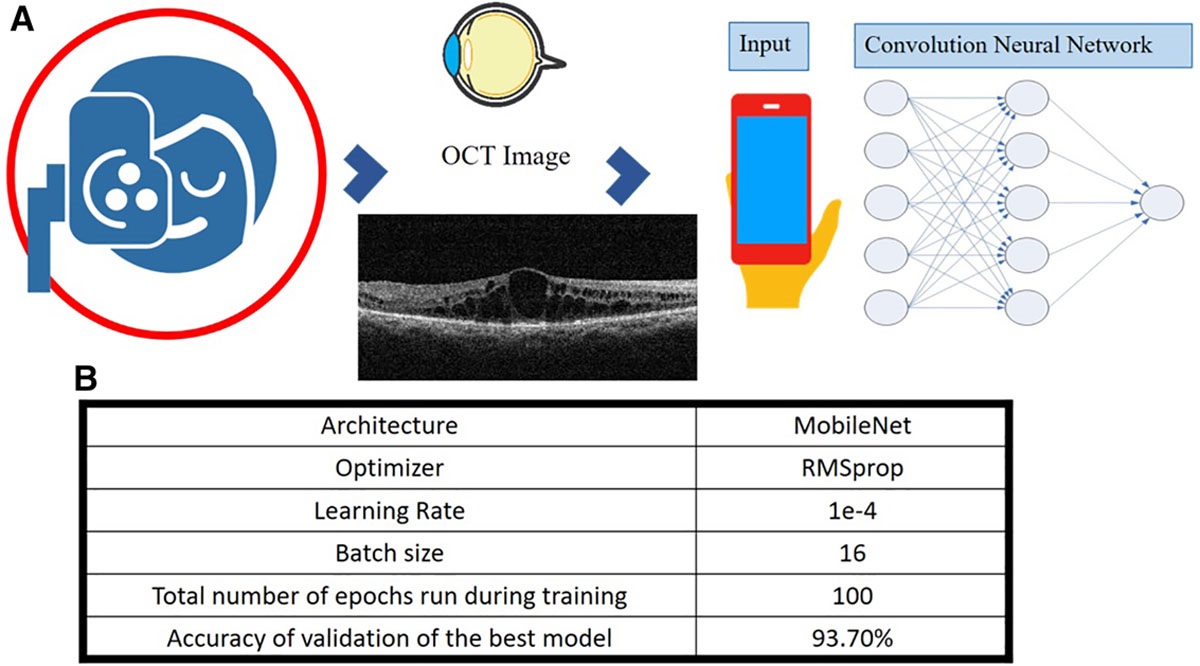 A
OCT Image
Input
Convolution Neural Network
B
Architecture MobileNet
Optimizer RMSprop
Learning Rate 1e-4
Batch size 16
Total number of epochs run during training 100
Accuracy of validation of the best model 93.70%